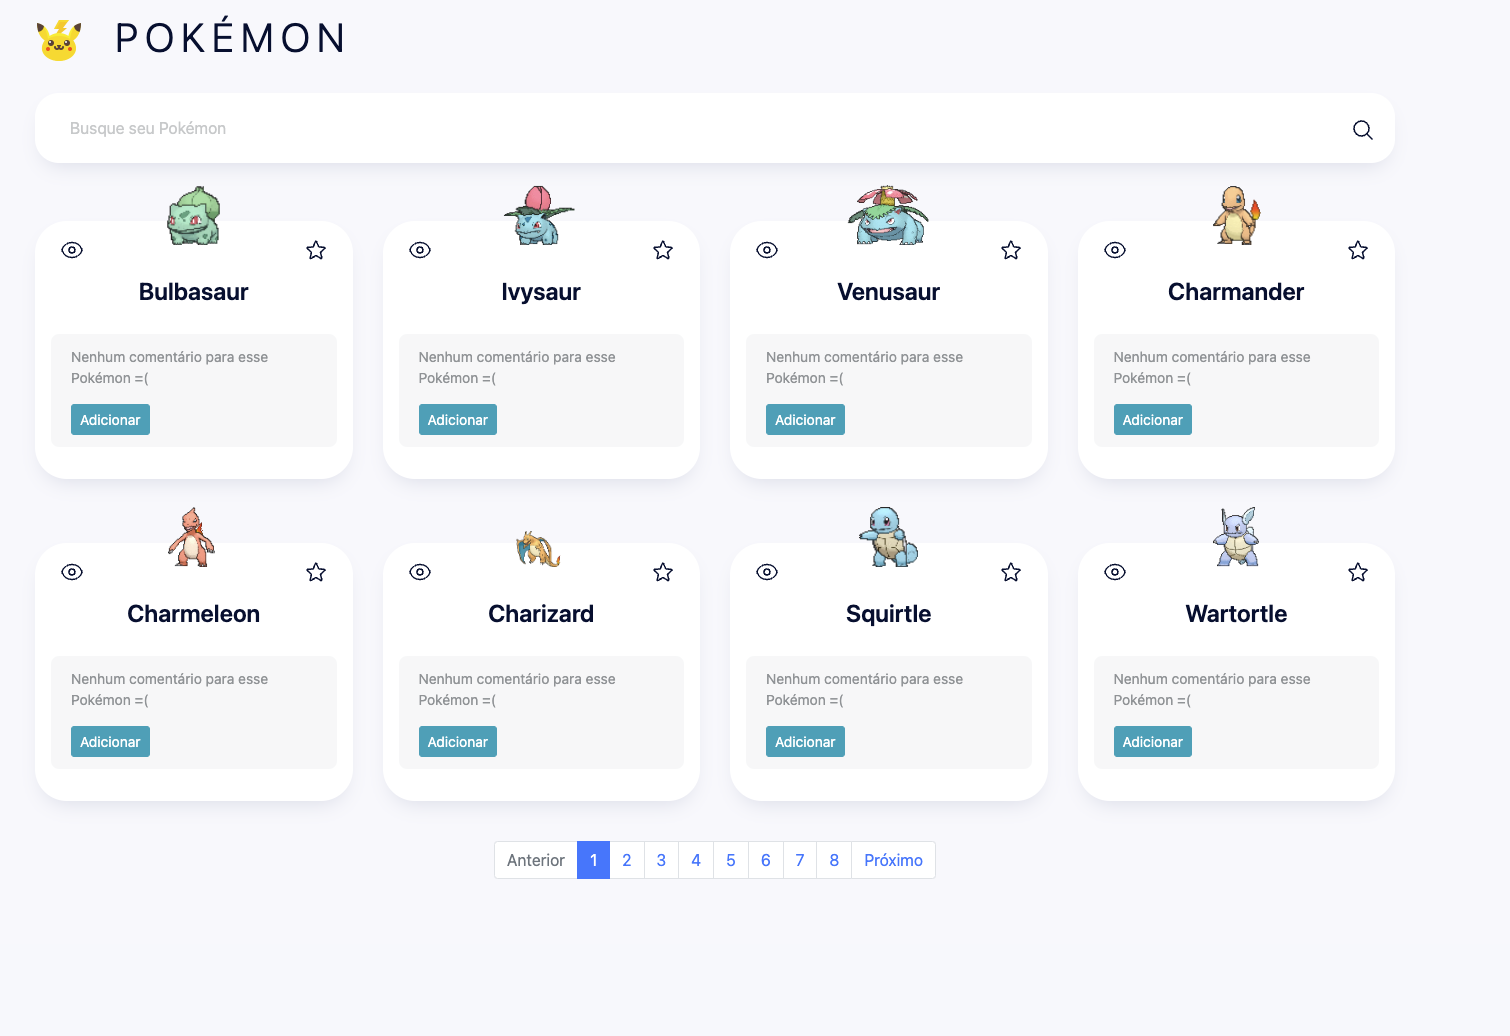 POKÉMON
Busque seu Pokémon
Bulbasaur
Nenhum comentário para esse
Pokémon =(
Adicionar
Ivysaur
Nenhum comentário para esse
Pokémon =(
Adicionar
Venusaur
Nenhum comentário para esse
Pokémon =(
Adicionar
Charmander
Nenhum comentário para esse
Pokémon =(
Adicionar
Charmeleon
Nenhum comentário para esse
Pokémon =(
Adicionar
Charizard
Nenhum comentário para esse
Pokémon =(
Adicionar
Squirtle
Nenhum comentário para esse
Pokémon =(
Adicionar
Wartortle
Nenhum comentário para esse
Pokémon =(
Adicionar
Anterior 1 2 3 4 5 6 7 8 Próximo